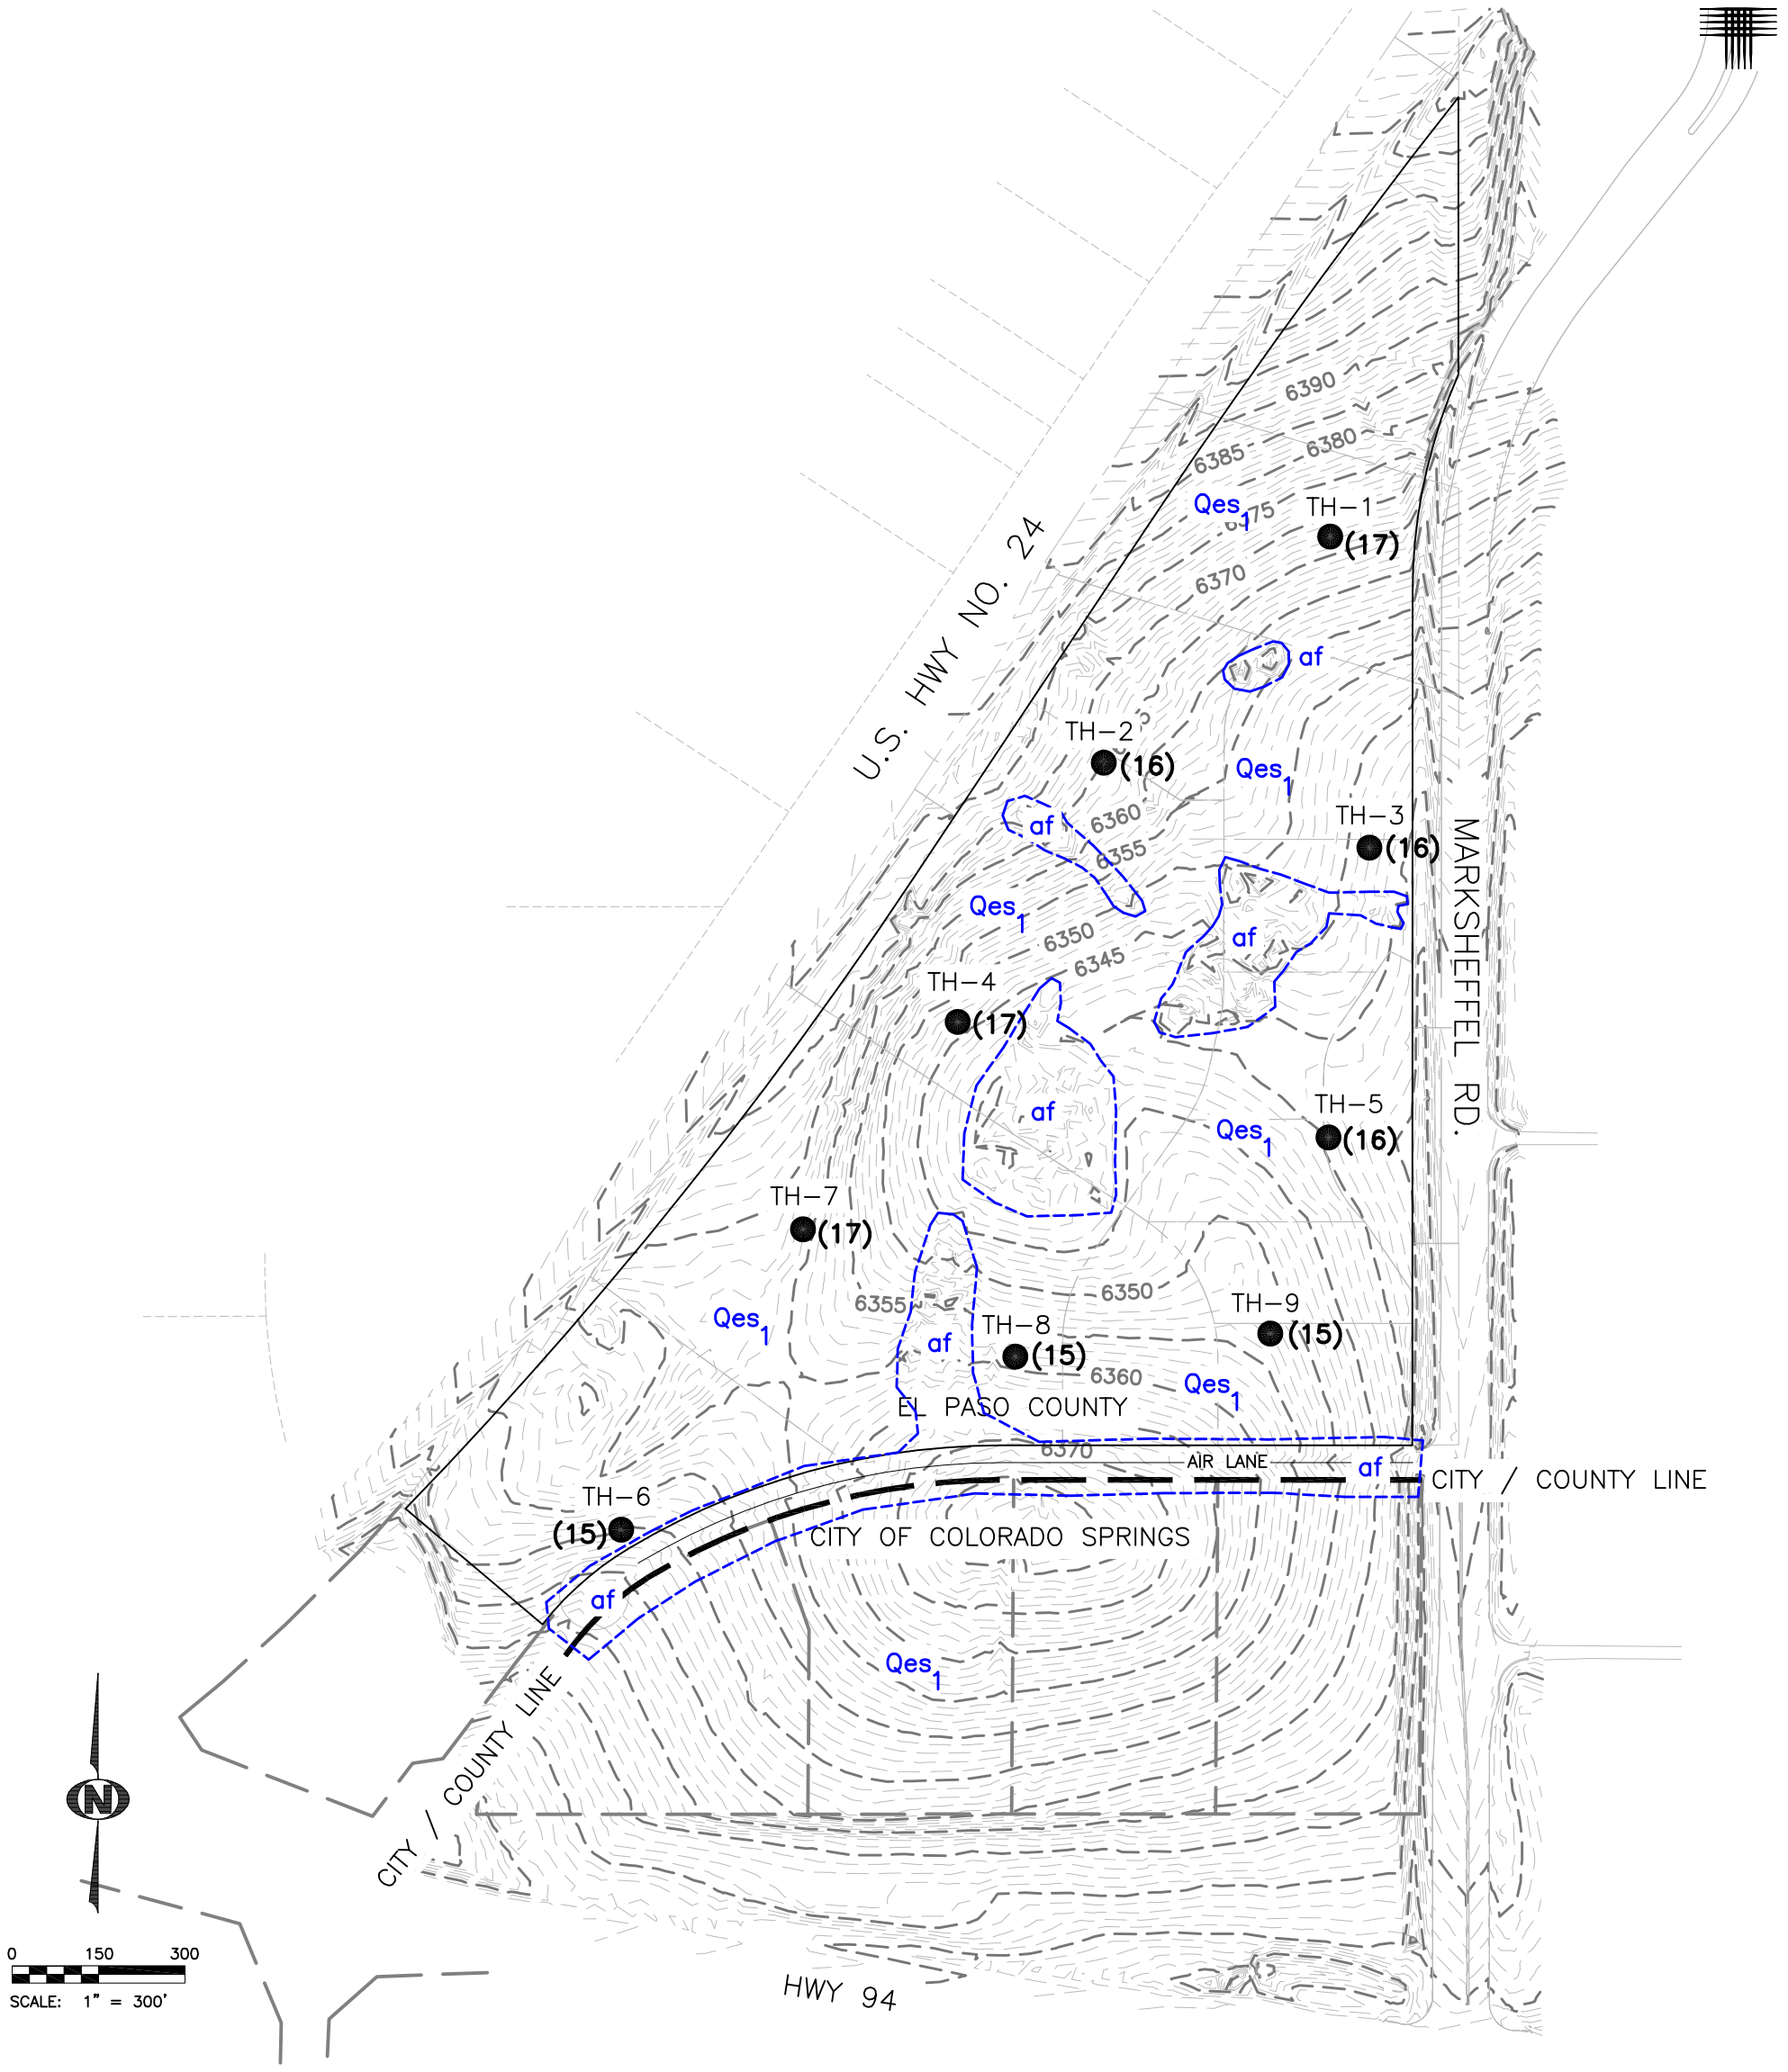 6390
6380
6385
Qes1
6375
TH-1
(17)
6370
U.S. HWY NO. 24
af
TH-2
(16)
Qes1
af
6360
TH-3
(16)
6355
MARKSHEFFEL RD.
Qes1
6350
af
6345
TH-4
(17)
af
TH-5
(16)
Qes1
TH-7
(17)
6355
6350
TH-9
(15)
Qes1
af
TH-8
(15)
6360
Qes1
EL PASO COUNTY
6370
AIR LANE
af
CITY / COUNTY LINE
TH-6
(15)
CITY OF COLORADO SPRINGS
af
Qes1
CITY / COUNTY LINE
N
0 150 300
SCALE: 1" = 300'
HWY 94